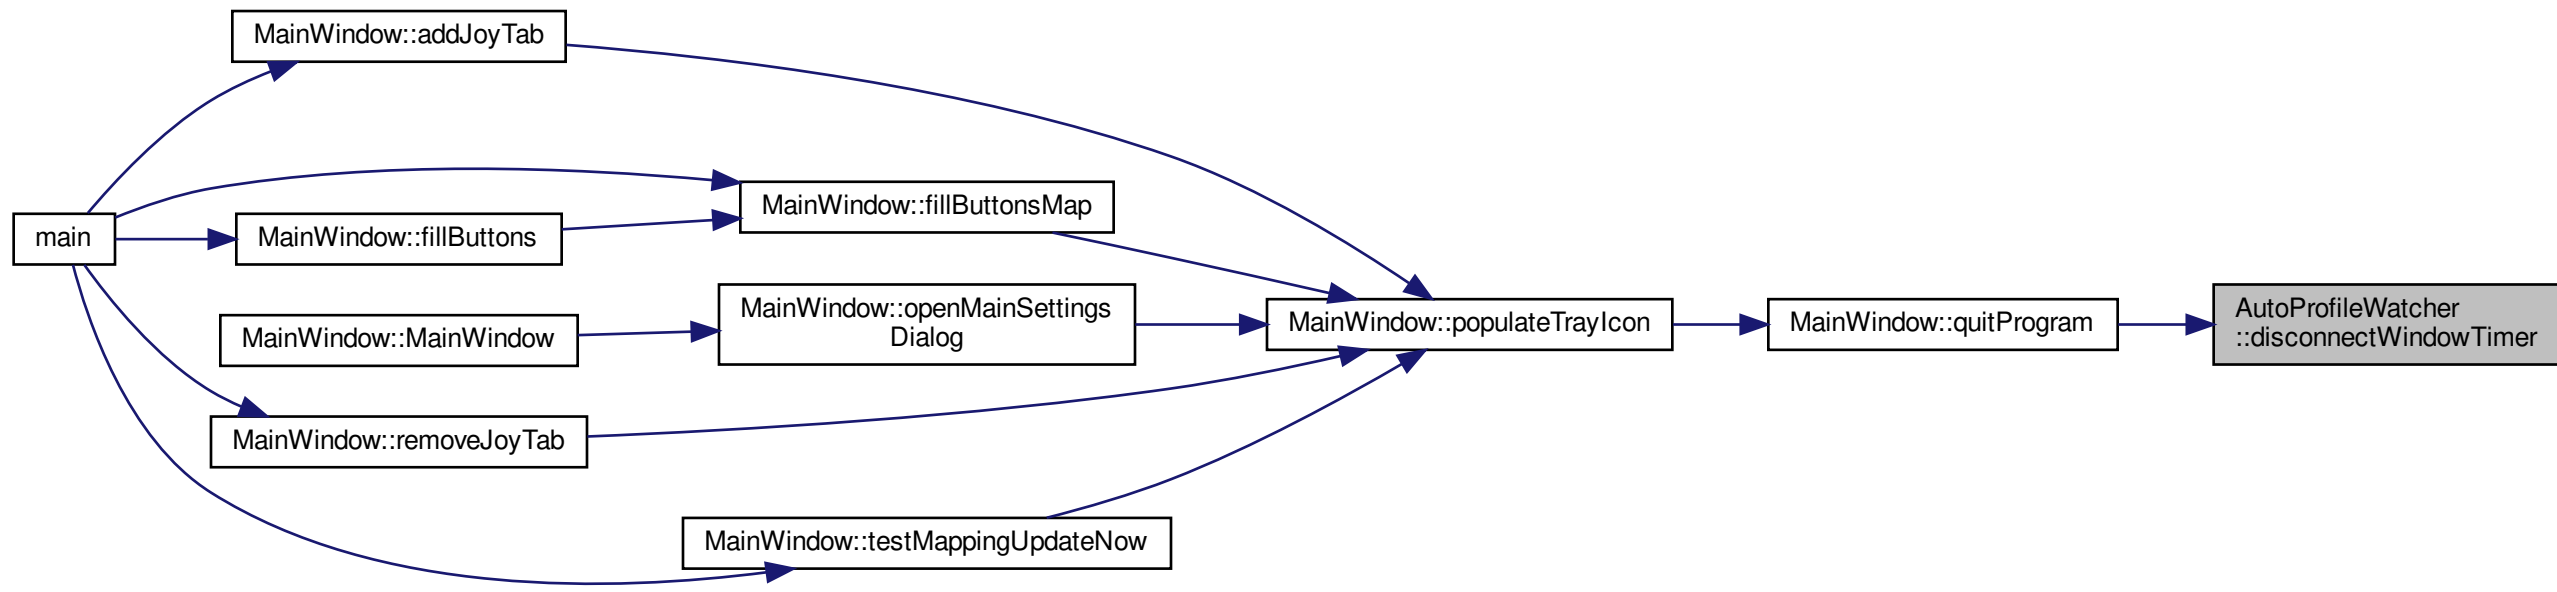 MainWindow::addJoyTab
MainWindow::fillButtonsMap
main
MainWindow::fillButtons
MainWindow::openMainSettings
Dialog
MainWindow::MainWindow
MainWindow::populateTrayIcon
MainWindow::quitProgram
AutoProfileWatcher
::disconnectWindowTimer
MainWindow::removeJoyTab
MainWindow::testMappingUpdateNow